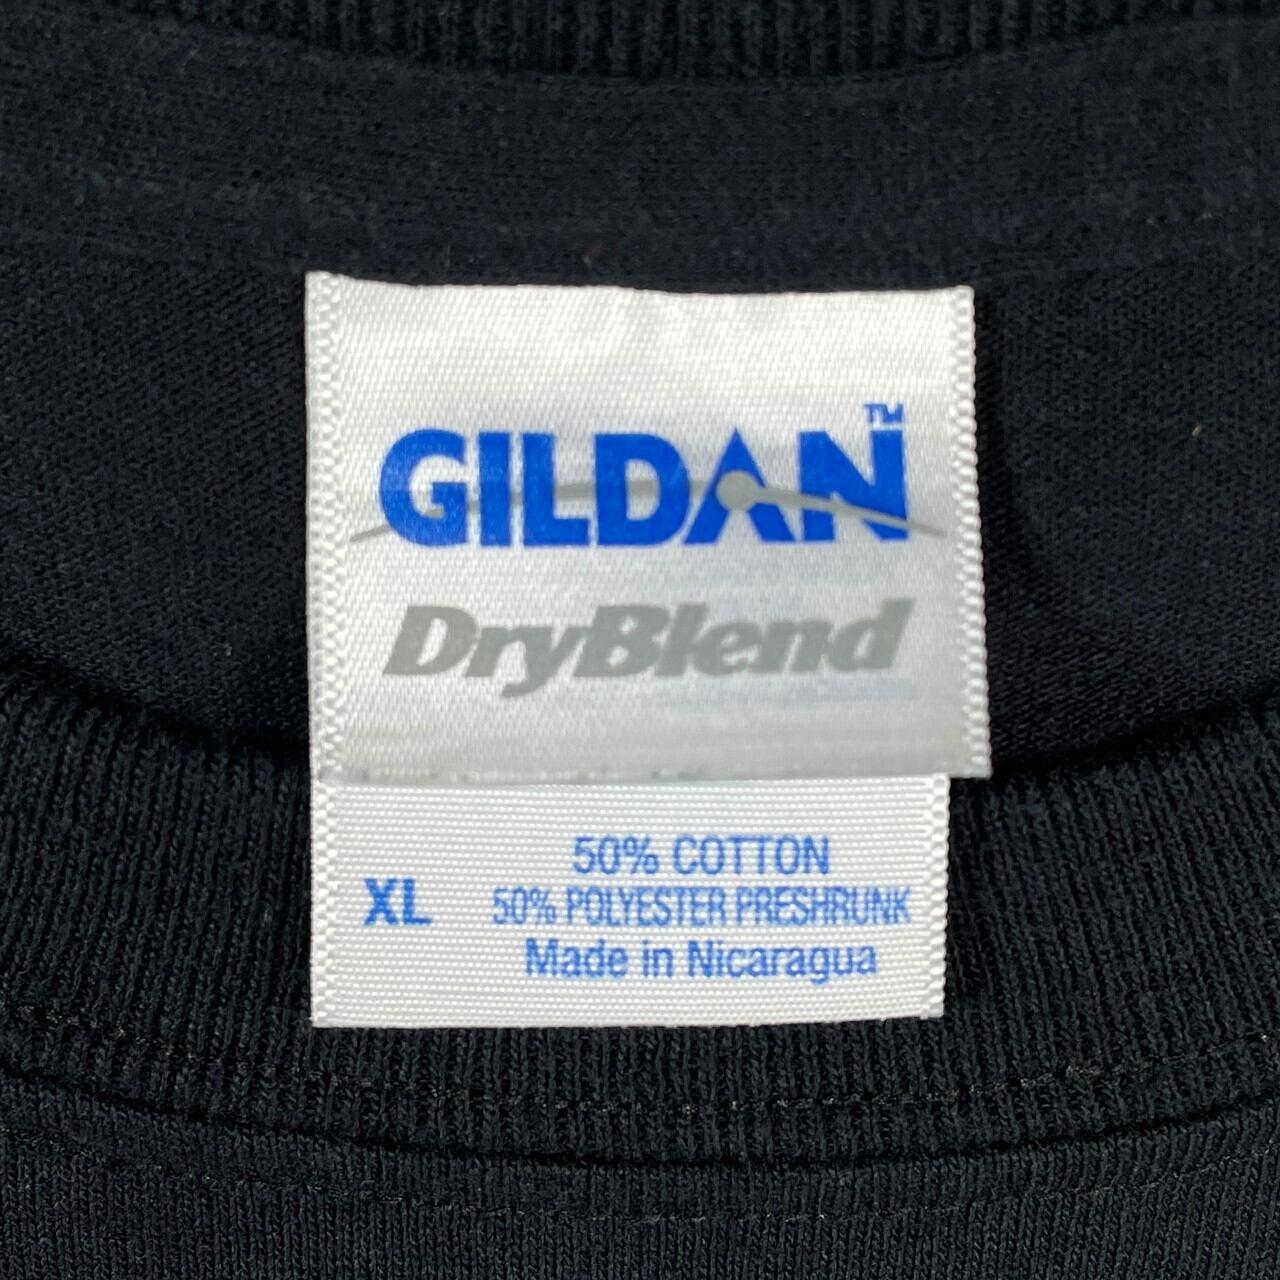 GILDAN™
DryBlend
XL
50% COTTON
50% POLYESTER PRESHRUNK
Made in Nicaragua